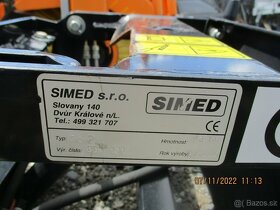 SIMED s.r.o.
Slovany 140
Dvůr Králové n/L.
Tel.: 499 321 707
SIMED
CE
Typ
Hmotnost
Výr. číslo
Rok výroby
07/11/2022 11:13
bazos.sk